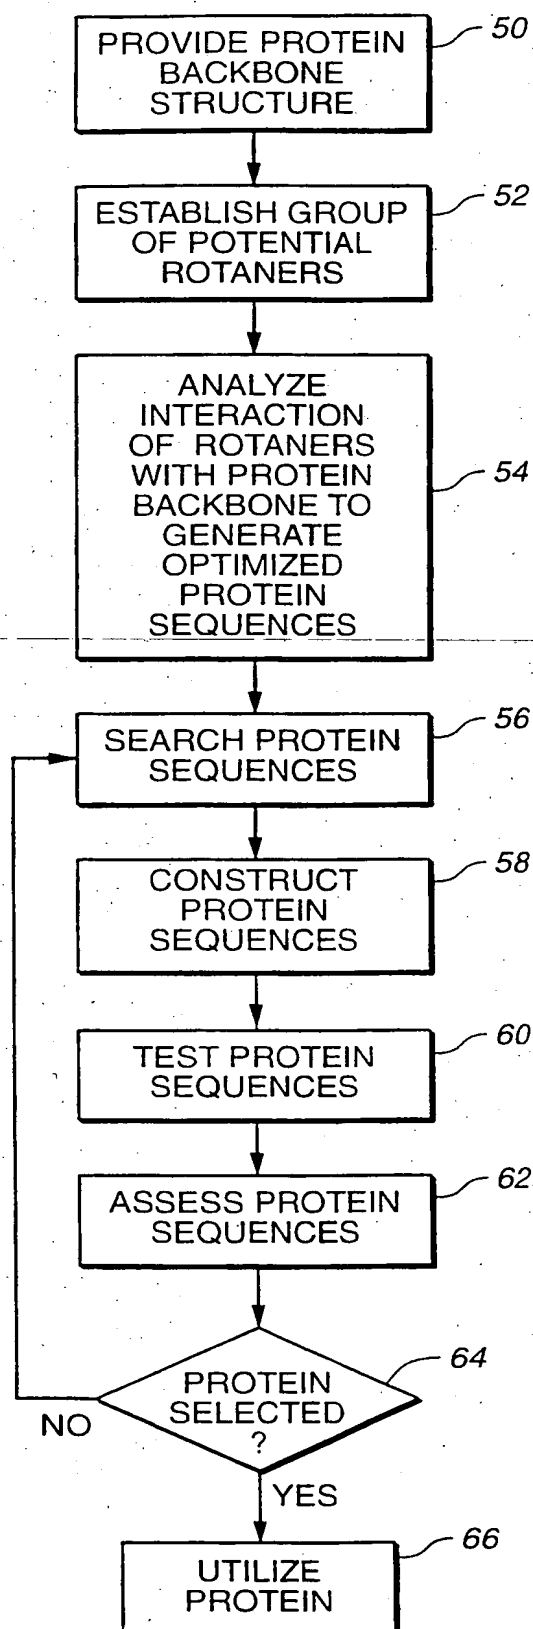 PROVIDE PROTEIN
BACKBONE
STRUCTURE
50
ESTABLISH GROUP
OF POTENTIAL
ROTANERS
52
ANALYZE
INTERACTION
OF ROTANERS
WITH PROTEIN
BACKBONE TO
GENERATE
OPTIMIZED
PROTEIN
SEQUENCES
54
SEARCH PROTEIN
SEQUENCES
56
CONSTRUCT
PROTEIN
SEQUENCES
58
TEST PROTEIN
SEQUENCES
60
ASSESS PROTEIN
SEQUENCES
62
PROTEIN
SELECTED
?
64
NO
YES
UTILIZE
PROTEIN
66